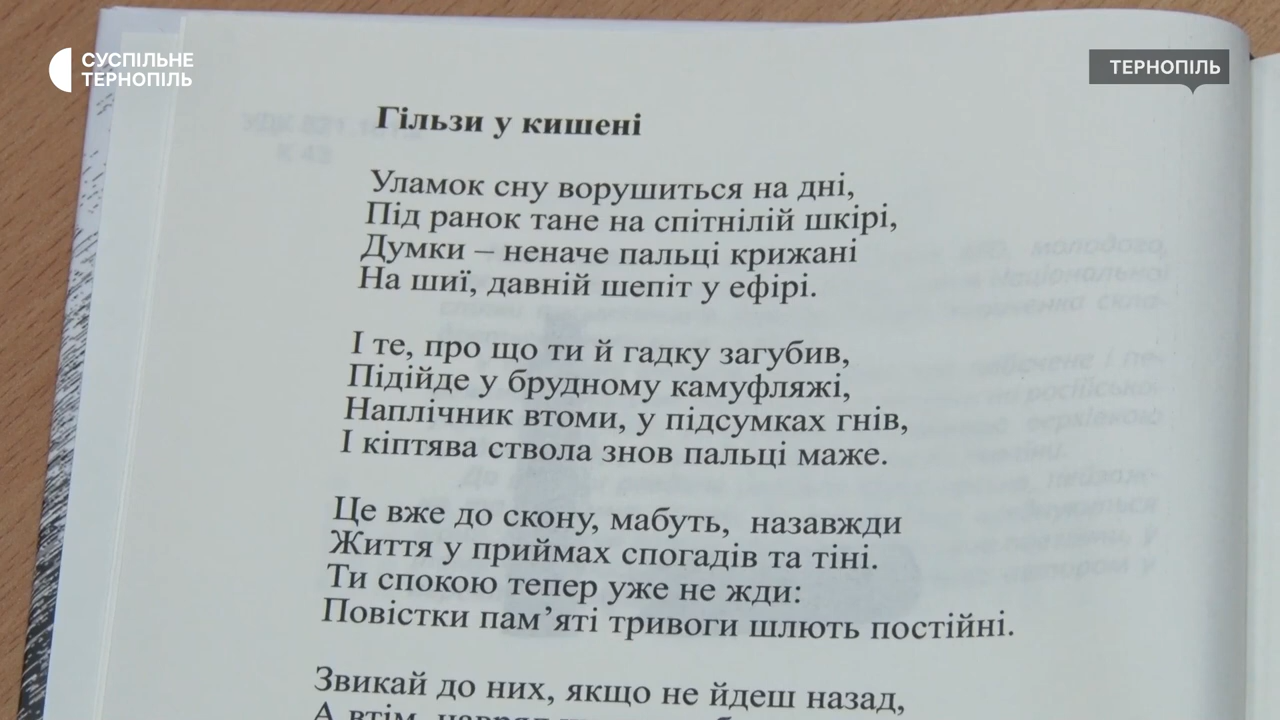 СУСПІЛЬНЕ
ТЕРНОПІЛЬ
ТЕРНОПІЛЬ
Гільзи у кишені
Уламок сну ворушиться на дні,
Під ранок тане на спітнілій шкірі,
Думки – неначе пальці крижані
На шиї, давній шепіт у ефірі.
І те, про що ти й гадку загубив,
Підійде у брудному камуфляжі,
Наплічник втоми, у підсумках гнів,
І кіптява ствола знов пальці маже.
Це вже до скону, мабуть, назавжди
Життя у приймах спогадів та тіні.
Ти спокою тепер уже не жди:
Повістки пам’яті тривоги шлють постійні.
Звикай до них, якщо не йдеш назад,
А втім,